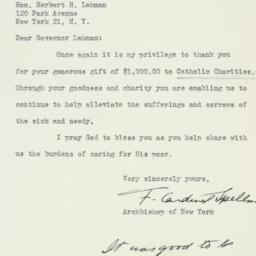 Hon. Herbert H. Lehman
120 Park Avenue
New York 21, N. Y.
Dear Governor Lehman:
Once again it is my privilege to thank you
for your generous gift of $1,000.00 to Catholic Charities.
Through your goodness and charity you are enabling us to
continue to help alleviate the sufferings and sorrows of
the sick and needy.
I pray God to bless you as you help share with
us the burdens of caring for His poor.
Very sincerely yours,
F. Cardinal Spellm
Archbishop of New York
It was good to